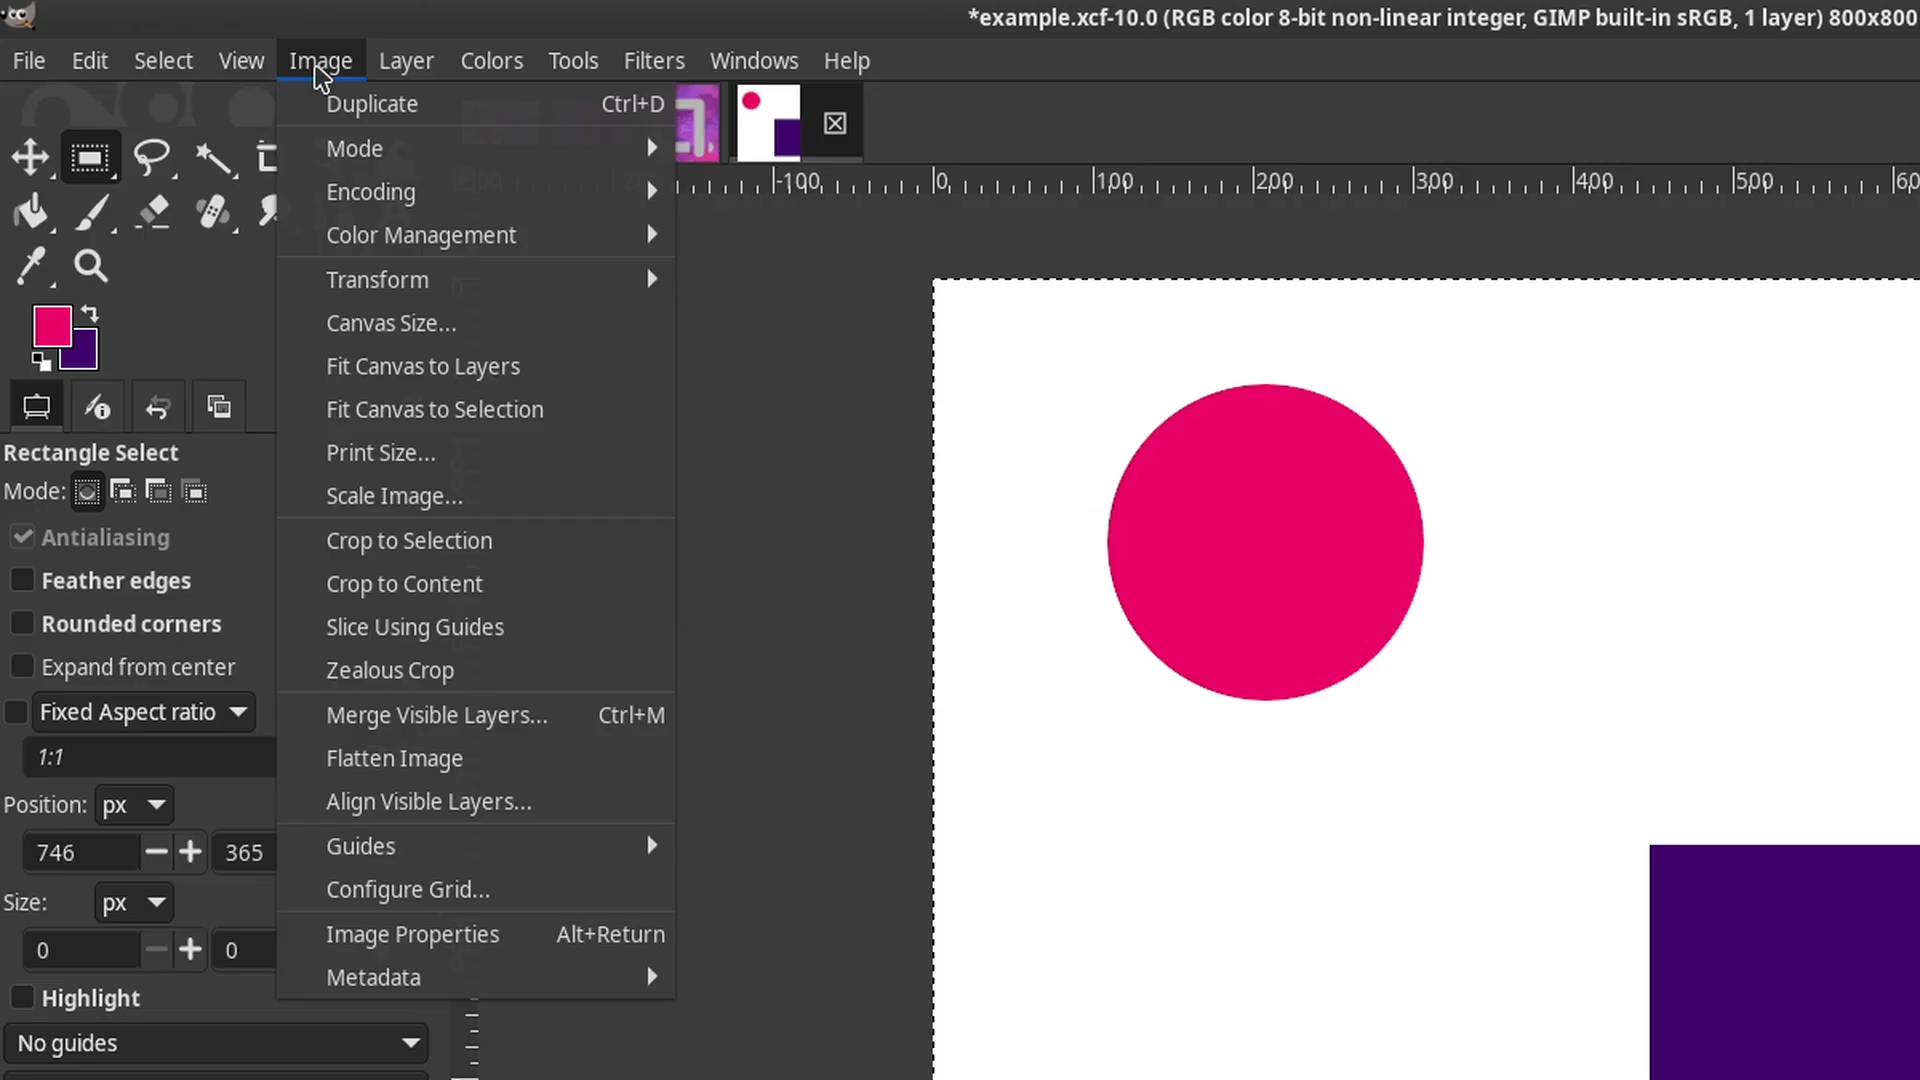 *example.xcf-10.0 (RGB color 8-bit non-linear integer, GIMP built-in sRGB, 1 layer) 800x800
File Edit Select View Image Layer Colors Tools Filters Windows Help
Duplicate Ctrl+D
Mode
Encoding
Color Management
Transform
Canvas Size...
Fit Canvas to Layers
Fit Canvas to Selection
Print Size...
Scale Image...
Crop to Selection
Crop to Content
Slice Using Guides
Zealous Crop
Merge Visible Layers... Ctrl+M
Flatten Image
Align Visible Layers...
Guides
Configure Grid...
Image Properties Alt+Return
Metadata
Rectangle Select
Mode:
Antialiasing
Feather edges
Rounded corners
Expand from center
Fixed Aspect ratio
1:1
Position: px
746 365
Size: px
0 0
Highlight
No guides
-100 0 100 200 300 400 500